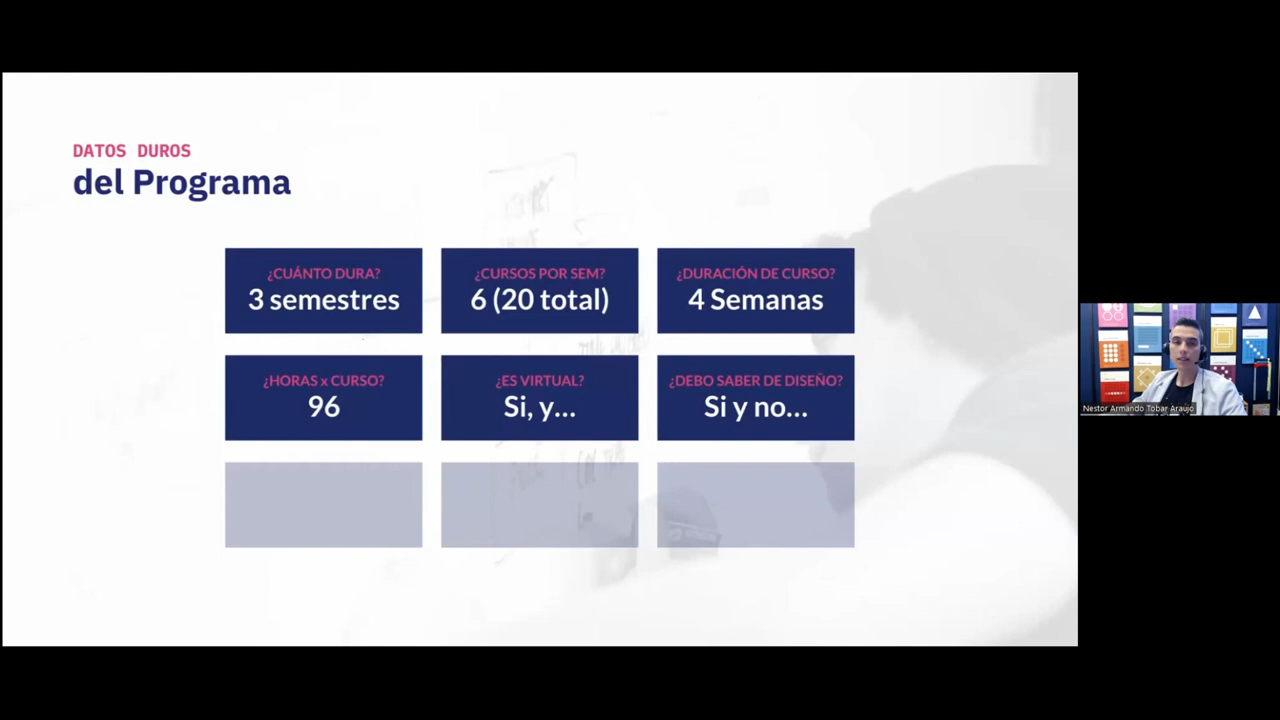 DATOS DUROS
del Programa
¿CUÁNTO DURA?
3 semestres
¿CURSOS POR SEM?
6 (20 total)
¿DURACIÓN DE CURSO?
4 Semanas
¿HORAS x CURSO?
96
¿ES VIRTUAL?
Si, y...
¿DEBO SABER DE DISEÑO?
Si y no...
Nestor Armando Tobar Araujo